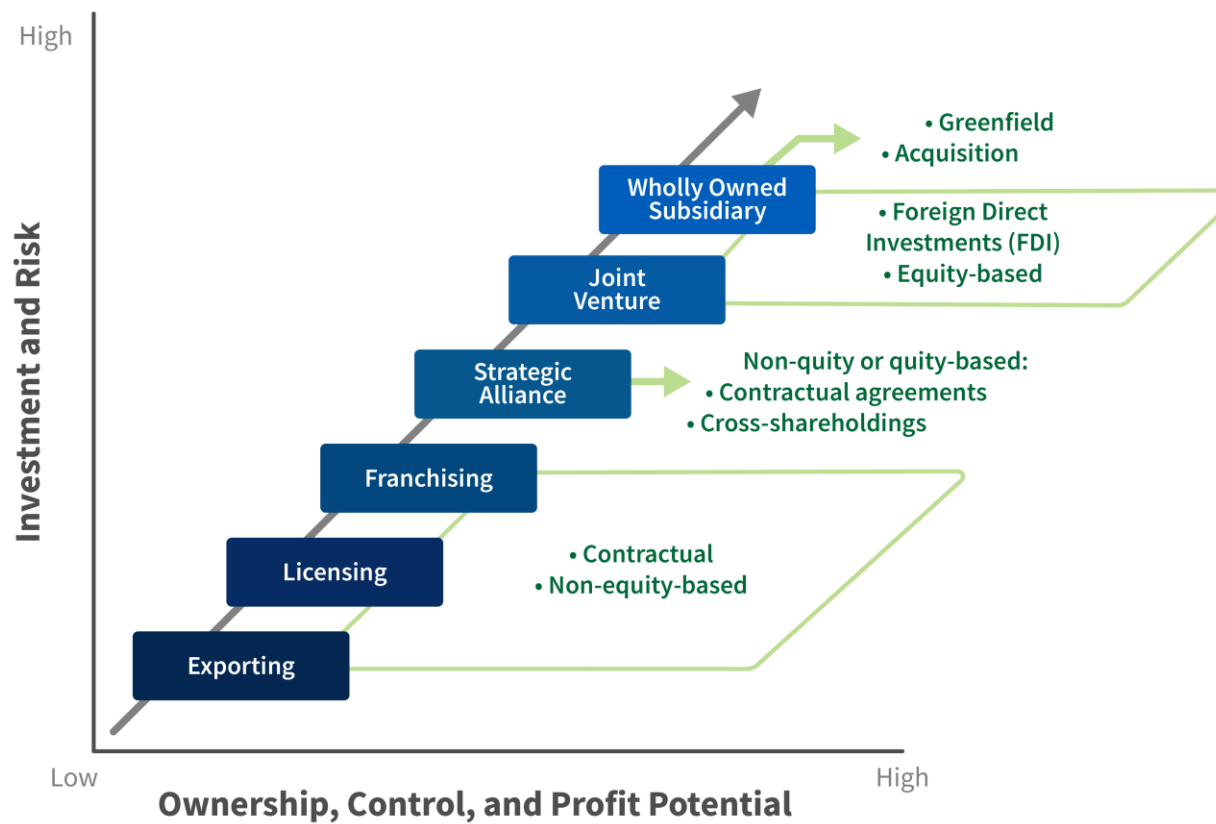 High
• Greenfield
• Acquisition
Wholly Owned
Subsidiary
• Foreign Direct
Investments (FDI)
• Equity-based
Joint
Venture
Non-quity or quity-based:
• Contractual agreements
• Cross-shareholdings
Strategic
Alliance
Franchising
• Contractual
• Non-equity-based
Licensing
Exporting
Investment and Risk
Low
High
Ownership, Control, and Profit Potential